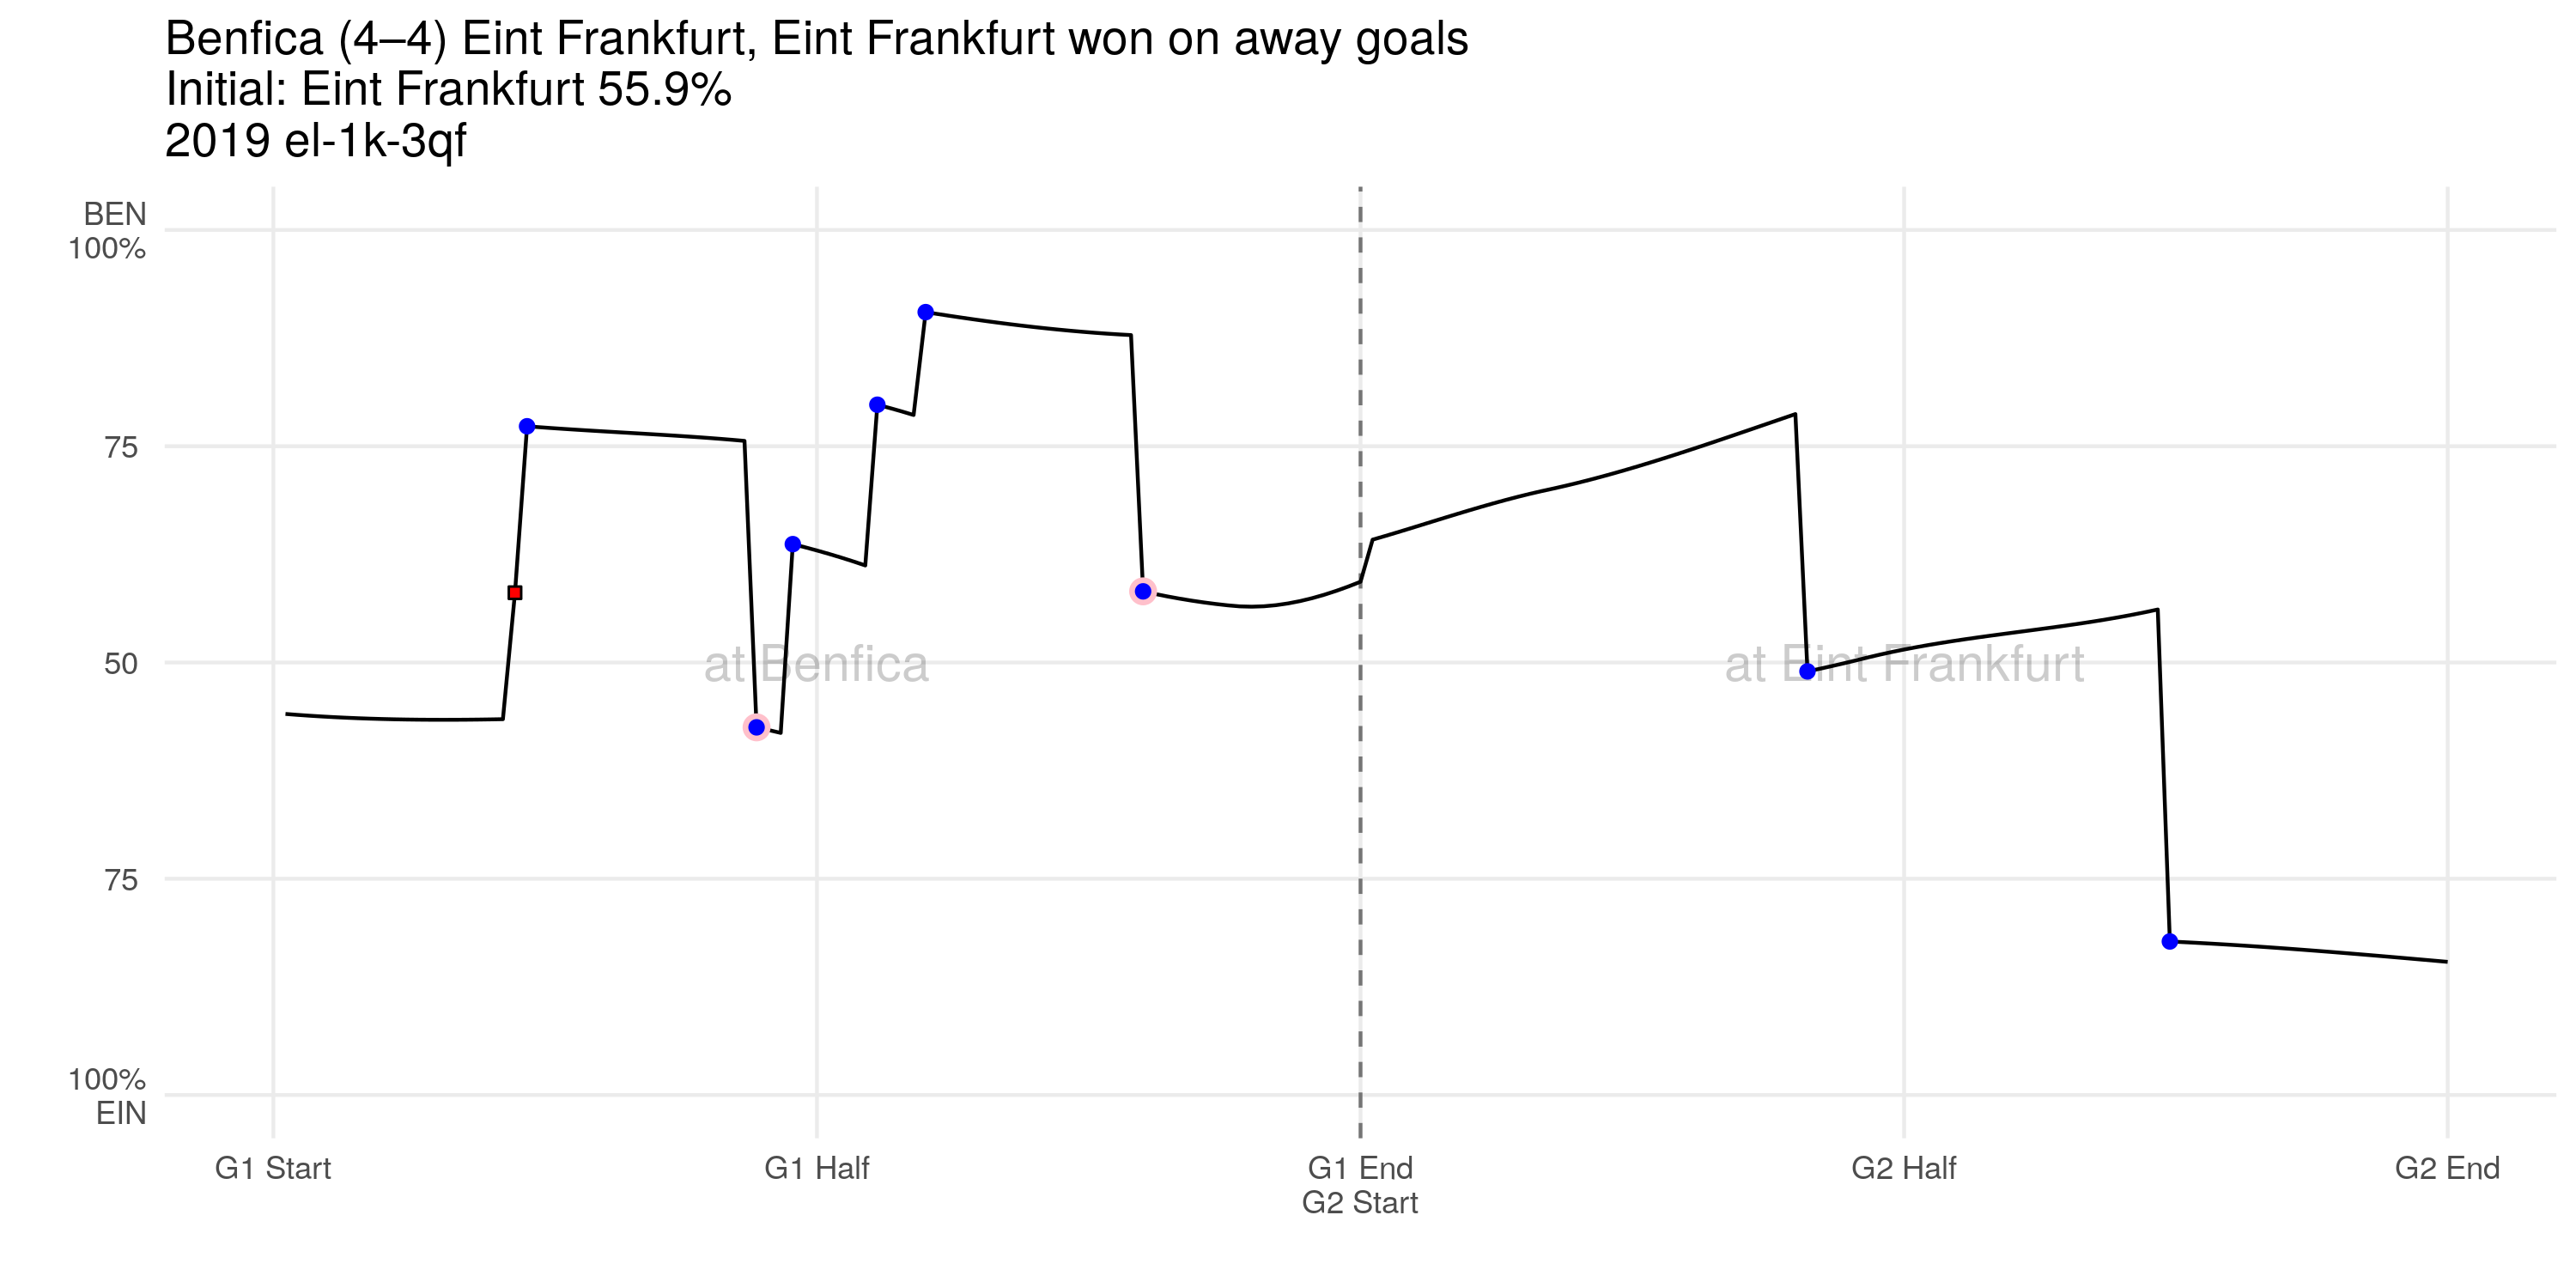 Benfica (4–4) Eint Frankfurt, Eint Frankfurt won on away goals
Initial: Eint Frankfurt 55.9%
2019 el-1k-3qf
BEN
100%
75
50
75
100%
EIN
at Benfica
at Eint Frankfurt
G1 Start
G1 Half
G1 End
G2 Start
G2 Half
G2 End